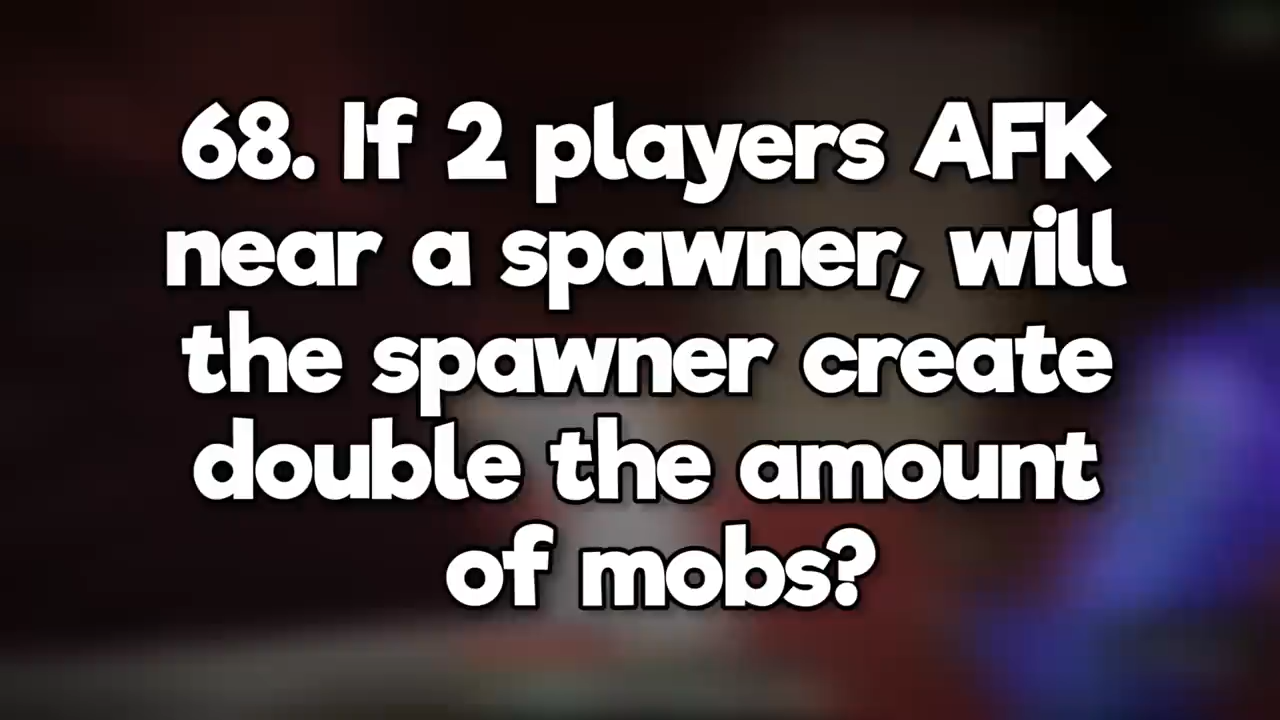 68. If 2 players AFK
near a spawner, will
the spawner create
double the amount
of mobs?